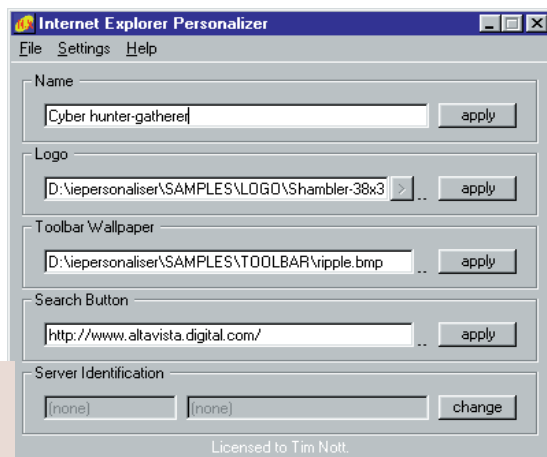 Internet Explorer Personalizer
File Settings Help
Name
Cyber hunter-gatherer
apply
Logo
D:\iepersonaliser\SAMPLES\LOGO\Shambler-38x3
>
..
apply
Toolbar Wallpaper
D:\iepersonaliser\SAMPLES\TOOLBAR\ripple.bmp
..
apply
Search Button
http://www.altavista.digital.com/
..
apply
Server Identification
(none)
(none)
change
Licensed to Tim Nott.